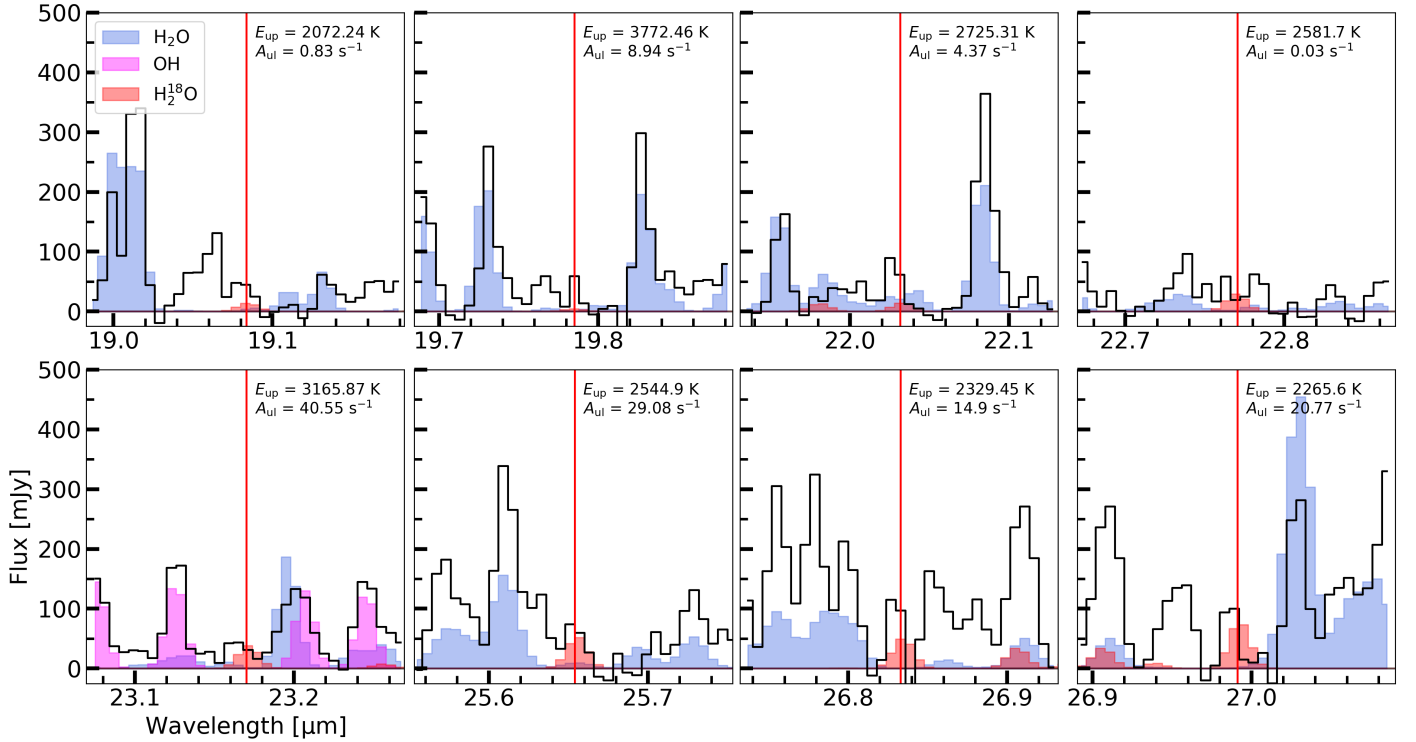 500
400
300
200
100
0
H₂O
OH
H₂¹⁸O
Eup = 2072.24 K
Aul = 0.83 s⁻¹
19.0 19.1
Eup = 3772.46 K
Aul = 8.94 s⁻¹
19.7 19.8
Eup = 2725.31 K
Aul = 4.37 s⁻¹
22.0 22.1
Eup = 2581.7 K
Aul = 0.03 s⁻¹
22.7 22.8
500
400
300
200
100
0
Flux [mJy]
Eup = 3165.87 K
Aul = 40.55 s⁻¹
23.1 23.2
Wavelength [μm]
Eup = 2544.9 K
Aul = 29.08 s⁻¹
25.6 25.7
Eup = 2329.45 K
Aul = 14.9 s⁻¹
26.8 26.9
Eup = 2265.6 K
Aul = 20.77 s⁻¹
26.9 27.0